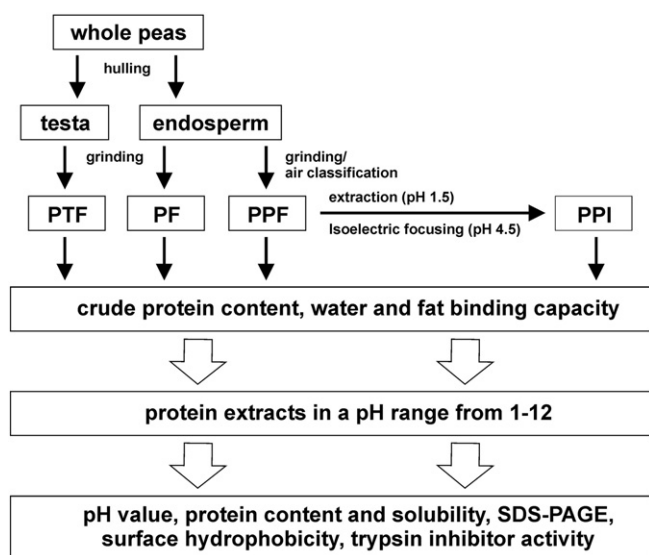 whole peas
hulling
testa
endosperm
grinding
grinding/
air classification
PTF
PF
PPF
extraction (pH 1.5)
Isoelectric focusing (pH 4.5)
PPI
crude protein content, water and fat binding capacity
protein extracts in a pH range from 1-12
pH value, protein content and solubility, SDS-PAGE,
surface hydrophobicity, trypsin inhibitor activity